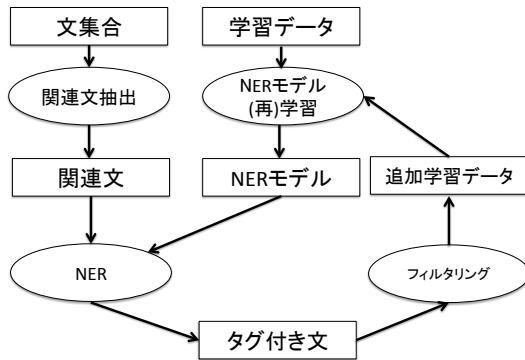 文集合
学習データ
関連文抽出
NERモデル
(再)学習
関連文
NERモデル
追加学習データ
NER
フィルタリング
タグ付き文